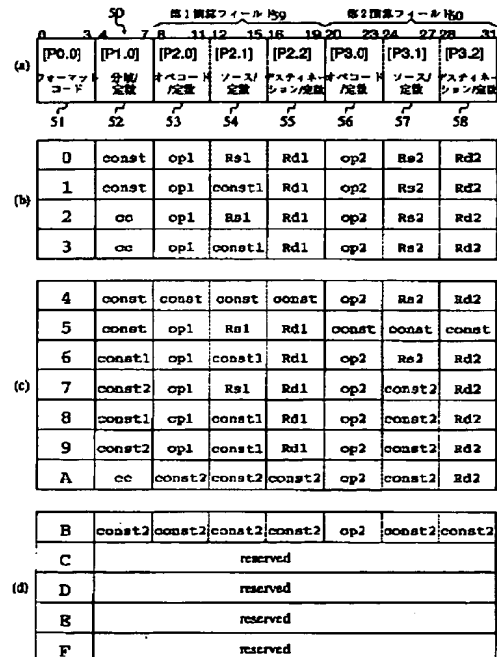 50
第1演算フィールド59 第2演算フィールド60
0 3 4 7 8 11 12 15 16 19 20 23 24 27 28 31
(a) [P0.0] [P1.0] [P2.0] [P2.1] [P2.2] [P3.0] [P3.1] [P3.2]
フォーマット 分岐/ オペコード ソース/ デスティネー オペコード ソース/ デスティネー
コード 定数 /定数 定数 ション/定数 /定数 定数 ション/定数
51 52 53 54 55 56 57 58
0 const op1 Rs1 Rd1 op2 Rs2 Rd2
(b) 1 const op1 const1 Rd1 op2 Rs2 Rd2
2 cc op1 Rs1 Rd1 op2 Rs2 Rd2
3 cc op1 const1 Rd1 op2 Rs2 Rd2
4 const const const const op2 Rs2 Rd2
5 const op1 Rs1 Rd1 const const const
6 const1 op1 const1 Rd1 op2 Rs2 Rd2
(c) 7 const2 op1 Rs1 Rd1 op2 const2 Rd2
8 const1 op1 const1 Rd1 op2 const2 Rd2
9 const2 op1 const1 Rd1 op2 const2 Rd2
A cc const2 const2 const2 op2 const2 Rd2
B const2 const2 const2 const2 op2 const2 const2
C reserved
(d) D reserved
E reserved
F reserved